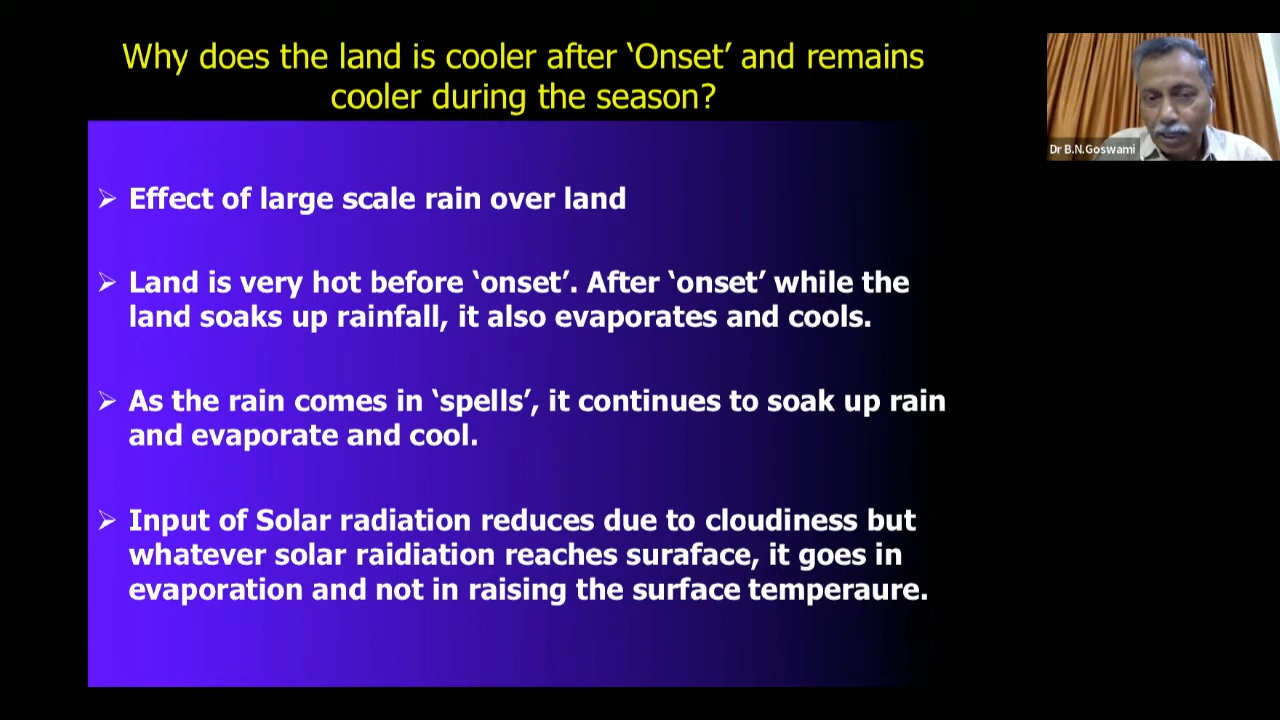 Why does the land is cooler after ‘Onset’ and remains
cooler during the season?
Dr B.N.Goswami
Effect of large scale rain over land
Land is very hot before ‘onset’. After ‘onset’ while the
land soaks up rainfall, it also evaporates and cools.
As the rain comes in ‘spells’, it continues to soak up rain
and evaporate and cool.
Input of Solar radiation reduces due to cloudiness but
whatever solar raidiation reaches suraface, it goes in
evaporation and not in raising the surface temperaure.